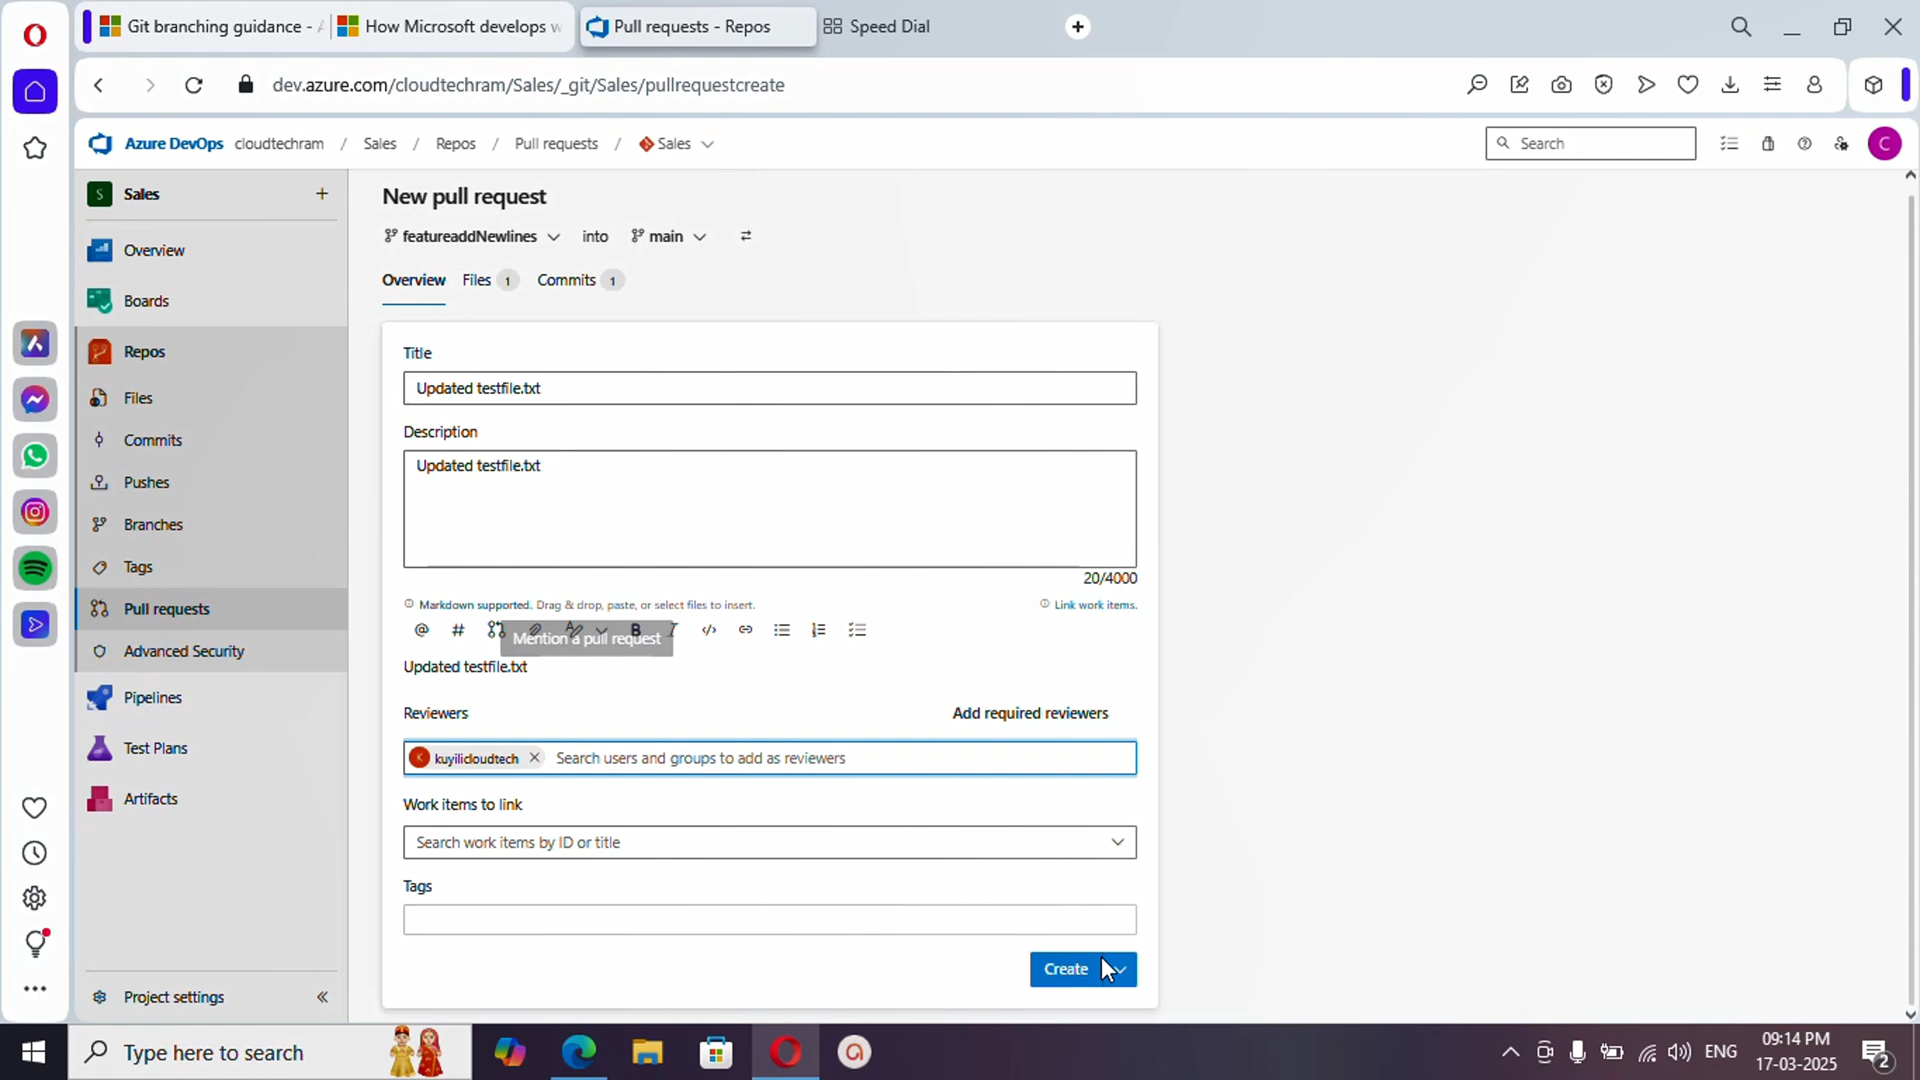 Git branching guidance - A
How Microsoft develops w
Pull requests - Repos
Speed Dial
dev.azure.com/cloudtechram/Sales/_git/Sales/pullrequestcreate
Azure DevOps cloudtechram / Sales / Repos / Pull requests / Sales
Search
C
S Sales +
Overview
Boards
Repos
Files
Commits
Pushes
Branches
Tags
Pull requests
Advanced Security
Pipelines
Test Plans
Artifacts
Project settings
New pull request
featureaddNewlines into main
Overview Files 1 Commits 1
Title
Updated testfile.txt
Description
Updated testfile.txt
20/4000
Markdown supported. Drag & drop, paste, or select files to insert.
Link work items.
Mention a pull request
Updated testfile.txt
Reviewers
Add required reviewers
K kuyilicloudtech Search users and groups to add as reviewers
Work items to link
Search work items by ID or title
Tags
Create
Type here to search
ENG
09:14 PM
17-03-2025
2